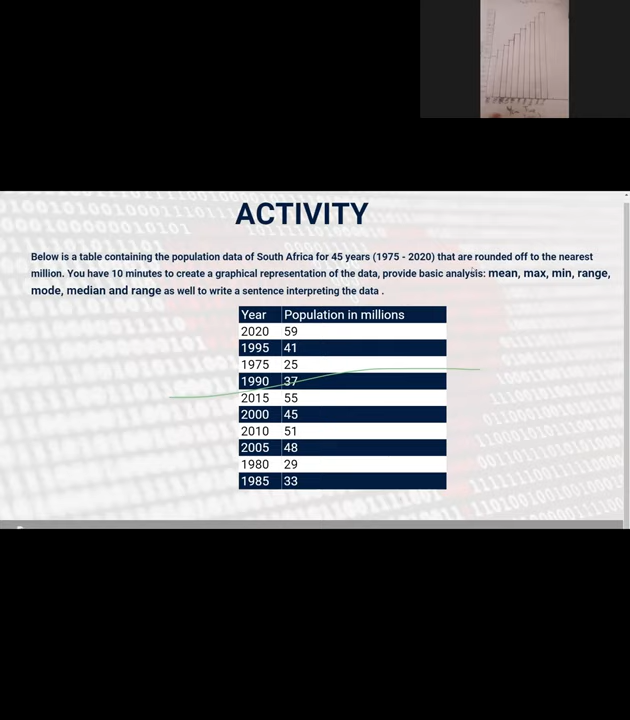 ACTIVITY
Below is a table containing the population data of South Africa for 45 years (1975 - 2020) that are rounded off to the nearest
million. You have 10 minutes to create a graphical representation of the data, provide basic analysis: mean, max, min, range,
mode, median and range as well to write a sentence interpreting the data .
Year Population in millions
2020 59
1995 41
1975 25
1990 37
2015 55
2000 45
2010 51
2005 48
1980 29
1985 33